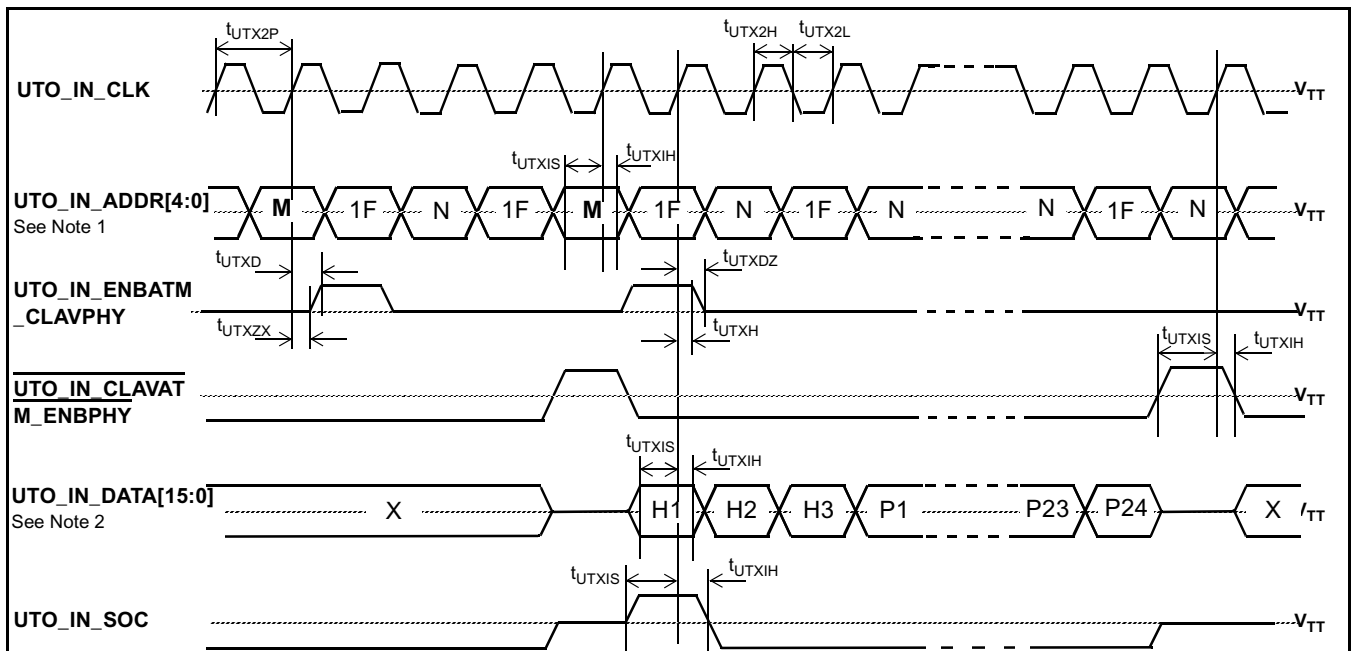 tUTX2P tUTX2H tUTX2L
UTO_IN_CLK VTT
tUTXIS tUTXIH
UTO_IN_ADDR[4:0] M 1F N 1F M 1F N 1F N N 1F N VTT
See Note 1
tUTXD tUTXDZ
UTO_IN_ENBATM
_CLAVPHY VTT
tUTXZX tUTXH tUTXIS tUTXIH
UTO_IN_CLAVAT
M_ENBPHY VTT
tUTXIS tUTXIH
UTO_IN_DATA[15:0] X H1 H2 H3 P1 P23 P24 X VTT
See Note 2
tUTXIS tUTXIH
UTO_IN_SOC VTT